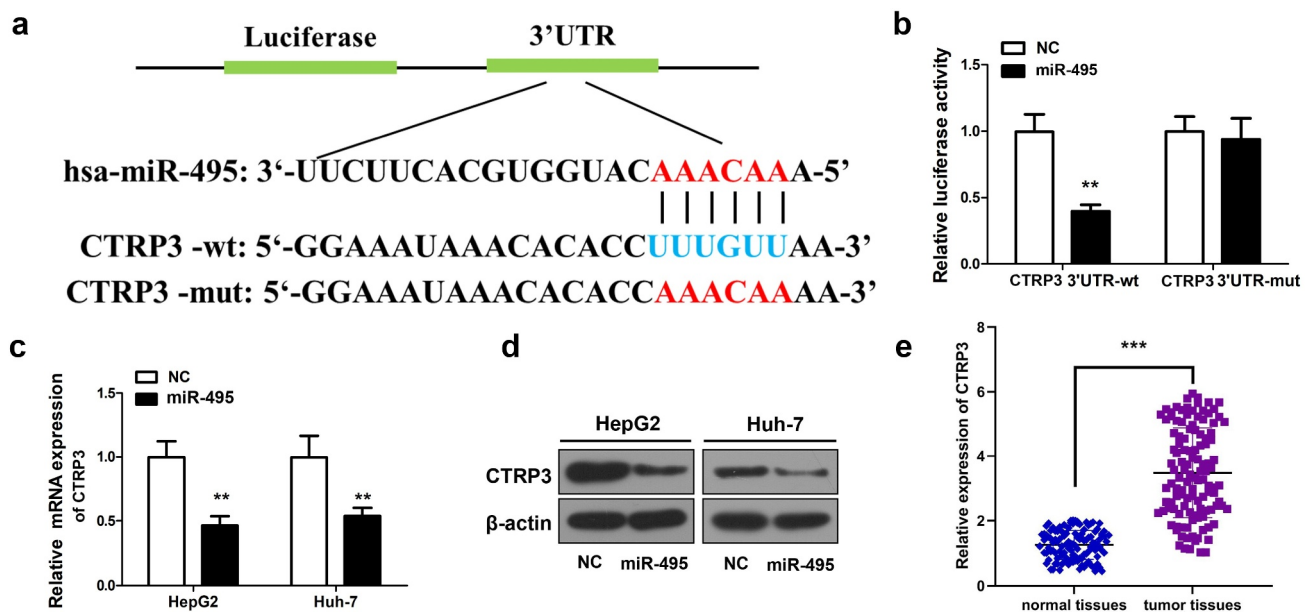 a
Luciferase 3'UTR
hsa-miR-495: 3‘-UUCUUCACGUGGUACAAACAAA-5’
CTRP3 -wt: 5‘-GGAAAUAAACACACCUUUGUUAA-3’
CTRP3 -mut: 5‘-GGAAAUAAACACACCAAACAAAA-3’
b
NC
miR-495
Relative luciferase activity
1.5
1.0
0.5
0.0
**
CTRP3 3'UTR-wt CTRP3 3'UTR-mut
c
NC
miR-495
Relative mRNA expression
of CTRP3
1.5
1.0
0.5
0.0
** **
HepG2 Huh-7
d
HepG2 Huh-7
CTRP3
β-actin
NC miR-495 NC miR-495
e
Relative expression of CTRP3
8
6
4
2
0
***
normal tissues tumor tissues